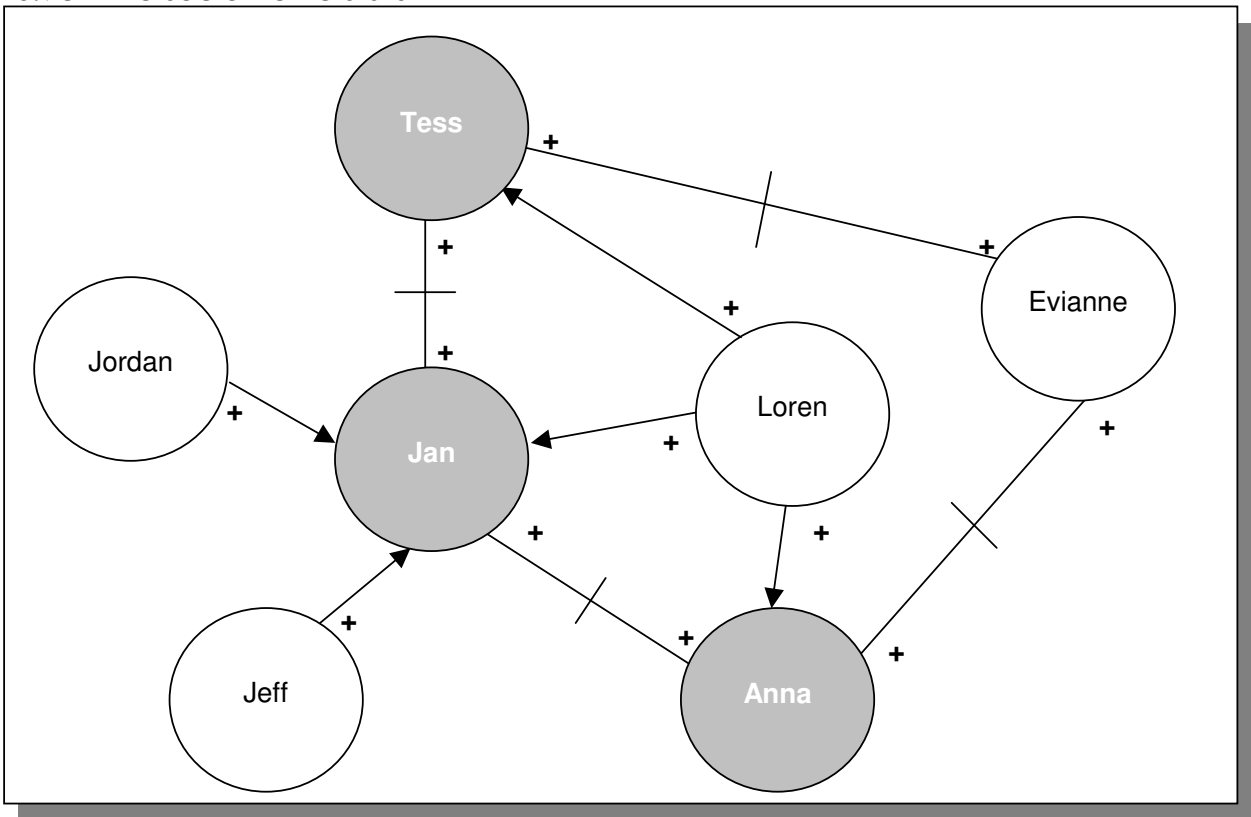 Tess
+
+
+
Evianne
+
+
Jordan
+
Loren
+
+
Jan
+
+
+
+
+
Jeff
+
Anna